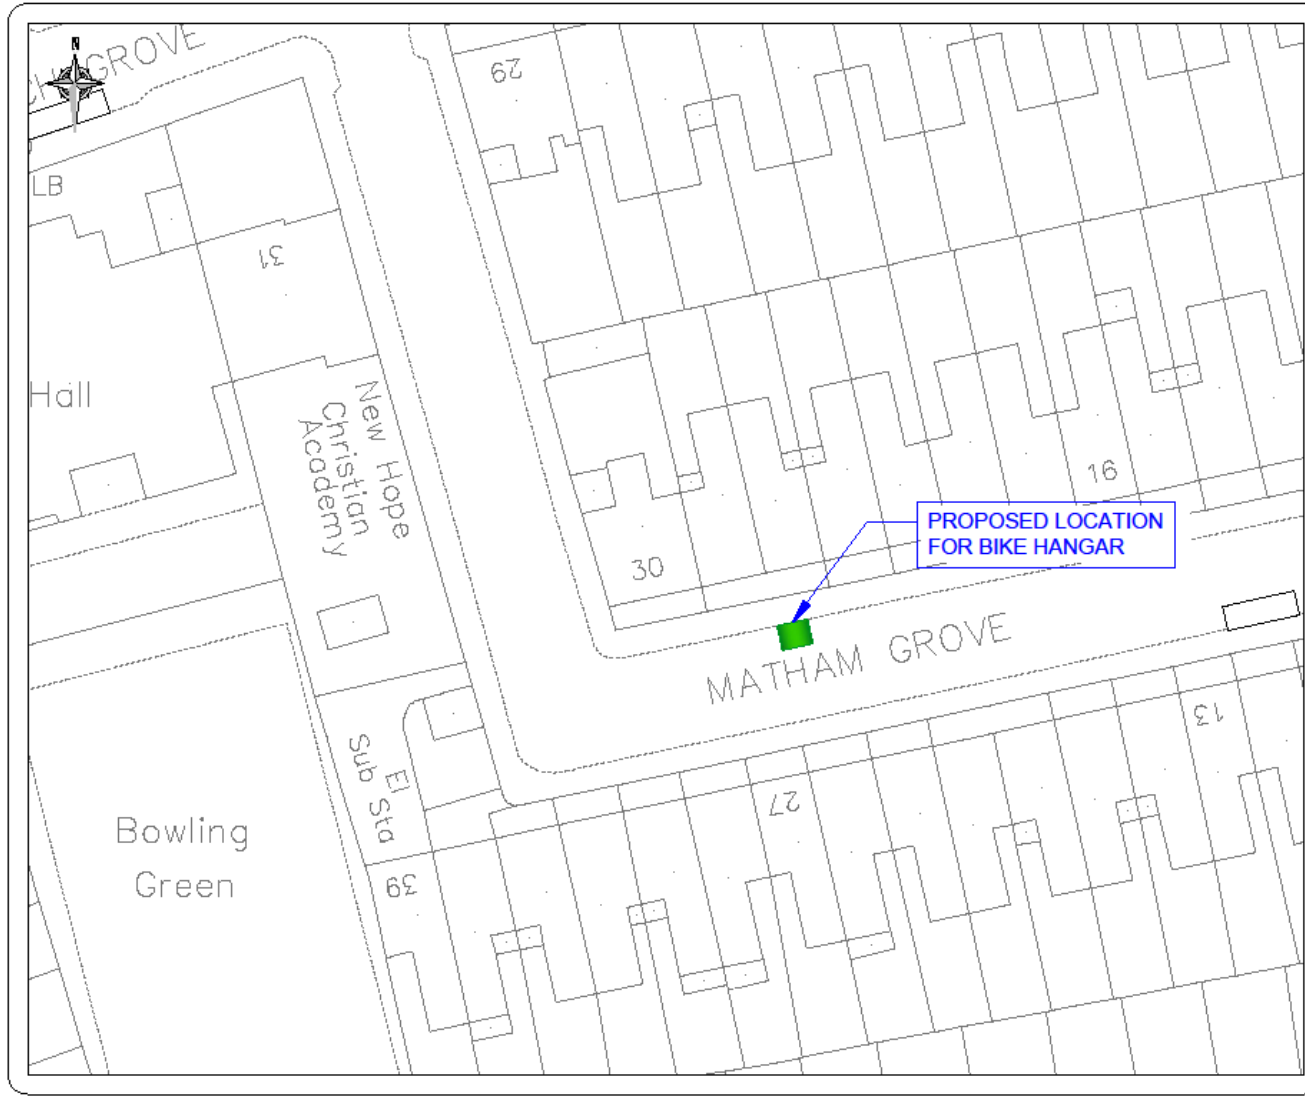 N
GROVE
29
LB
31
Hall
New Hope
Christian
Academy
16
PROPOSED LOCATION
FOR BIKE HANGAR
30
MATHAM GROVE
13
El
Sub Sta
27
Bowling
Green
39